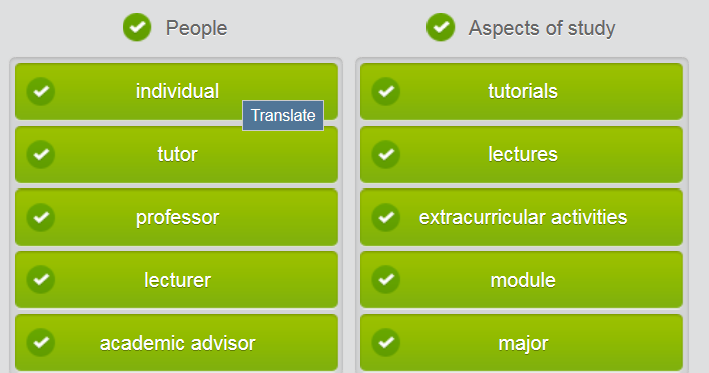 People
Aspects of study
individual
tutorials
Translate
tutor
lectures
professor
extracurricular activities
lecturer
module
academic advisor
major